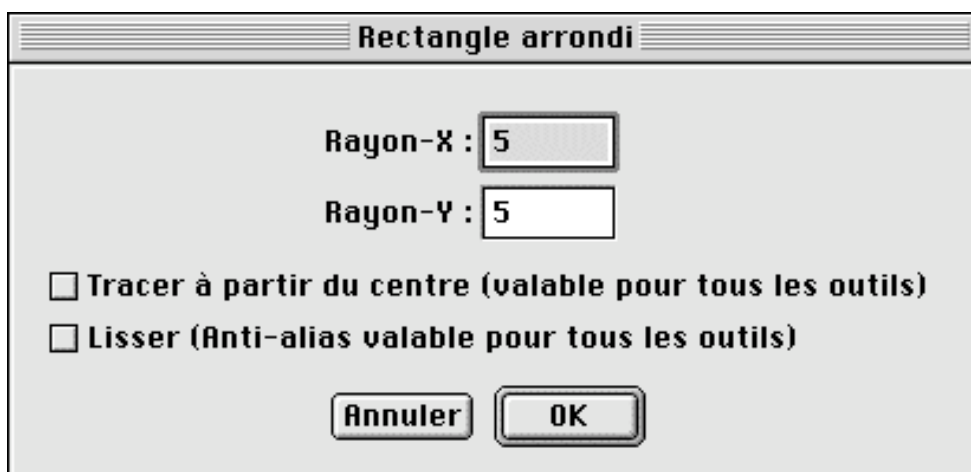 Rectangle arrondi
Rayon-X : 5
Rayon-Y : 5
Tracer à partir du centre (valable pour tous les outils)
Lisser (Anti-alias valable pour tous les outils)
Annuler OK